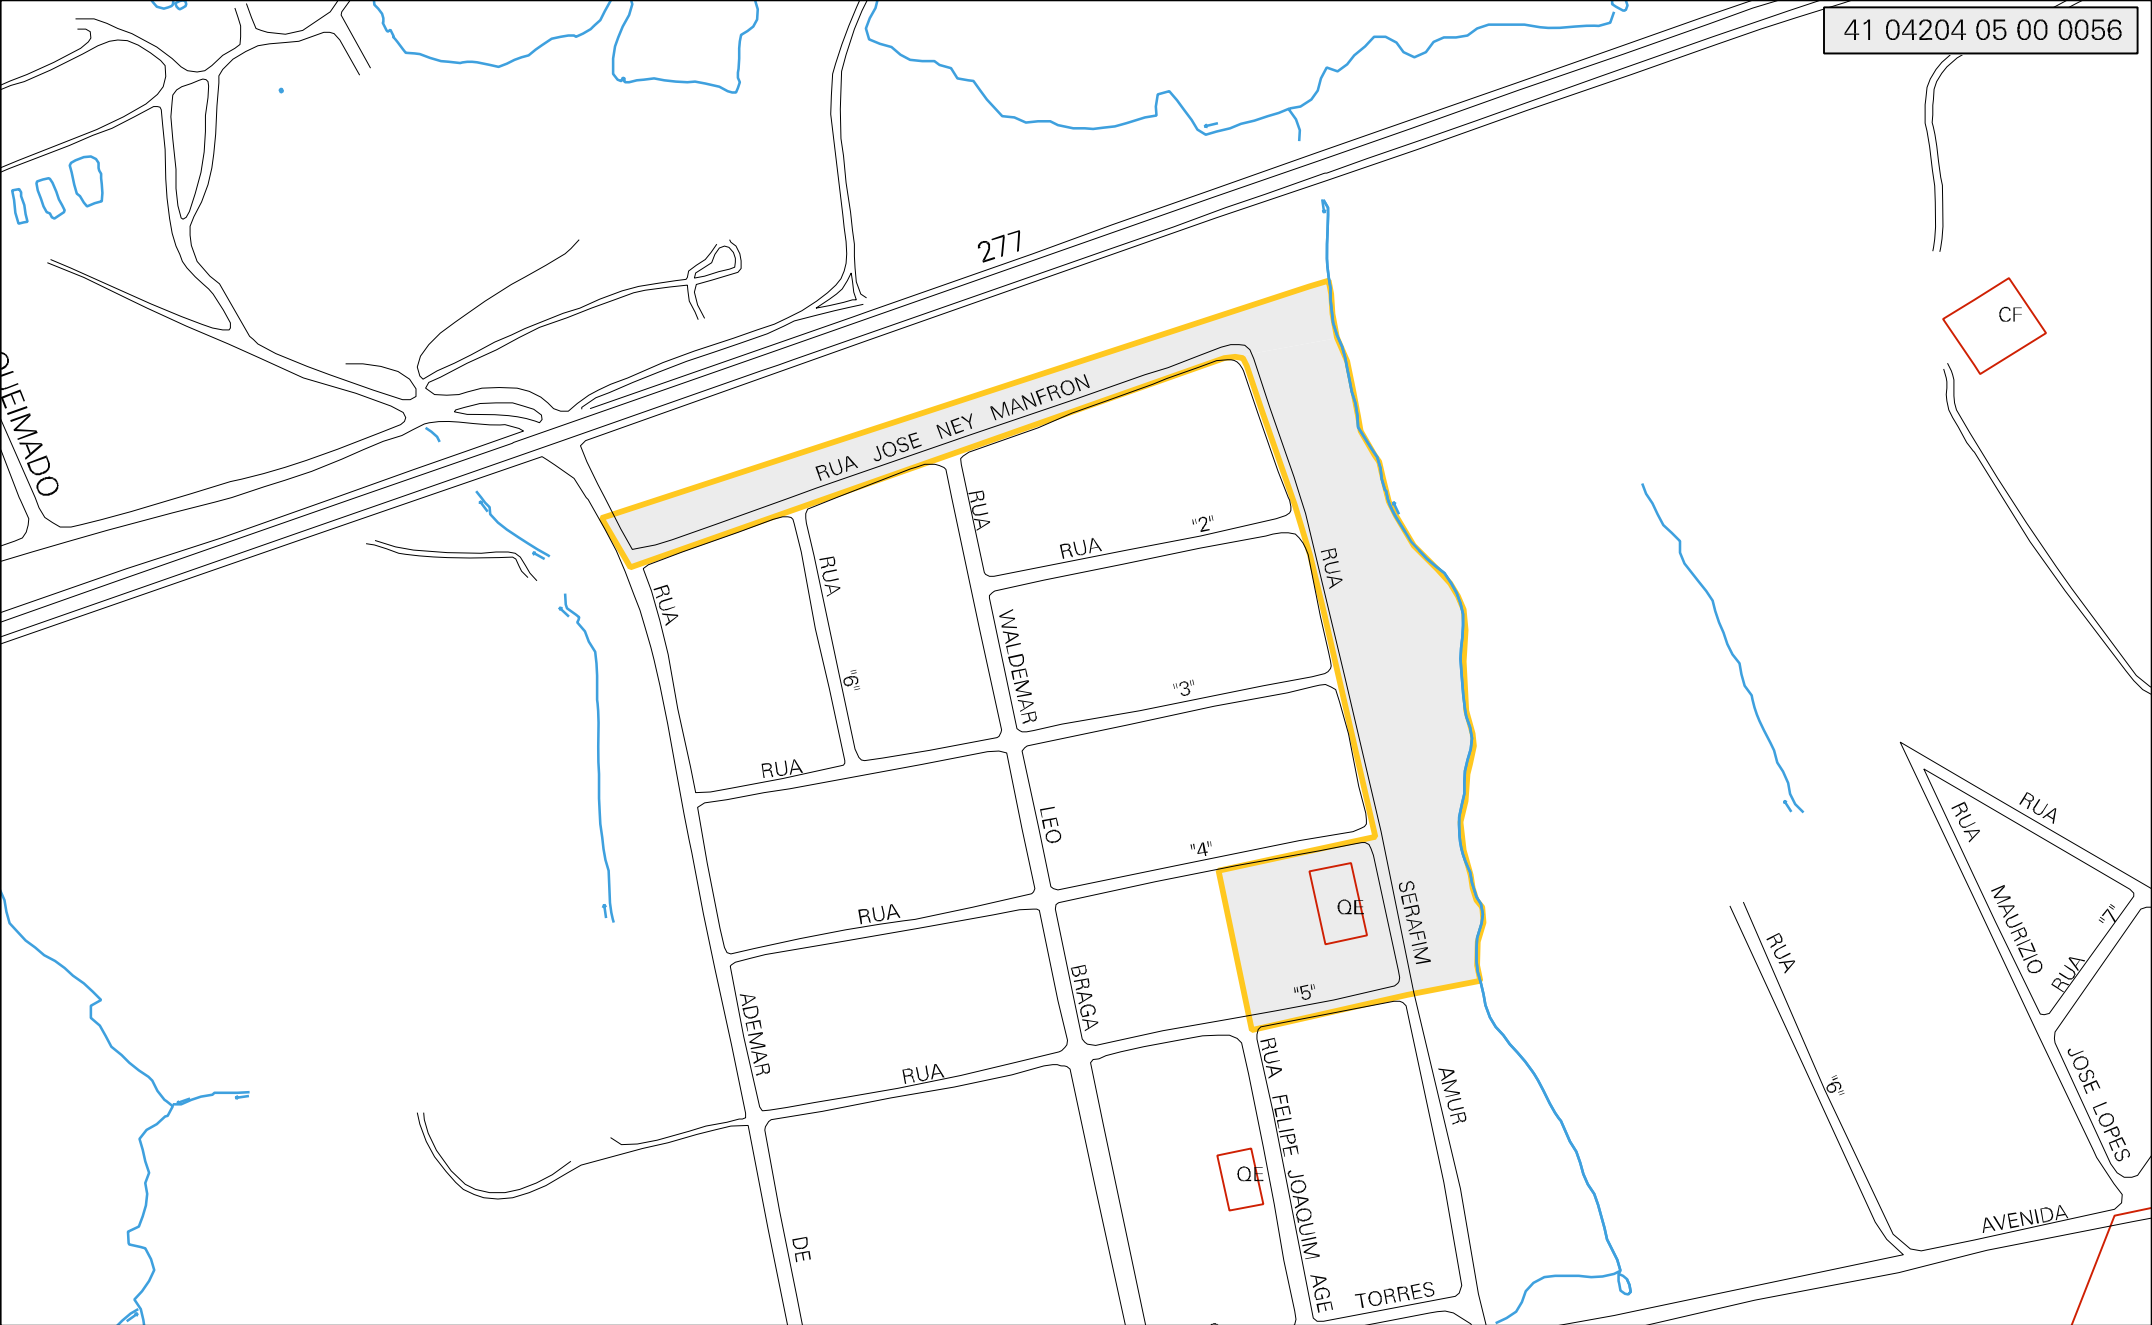 41 04204 05 00 0056
277
CF
QUEIMADO
RUA JOSE NEY MANFRON
RUA
"2"
RUA
RUA
RUA
RUA
"6"
WALDEMAR
"3"
RUA
LEO
"4"
RUA
RUA
MAURIZIO
RUA
"7"
RUA
QE
SERAFIM
RUA
BRAGA
"5"
RUA
ADEMAR
RUA
RUA FELIPE JOAQUIM AGE
AMUR
"6"
JOSE LOPES
QE
DE
AVENIDA
TORRES